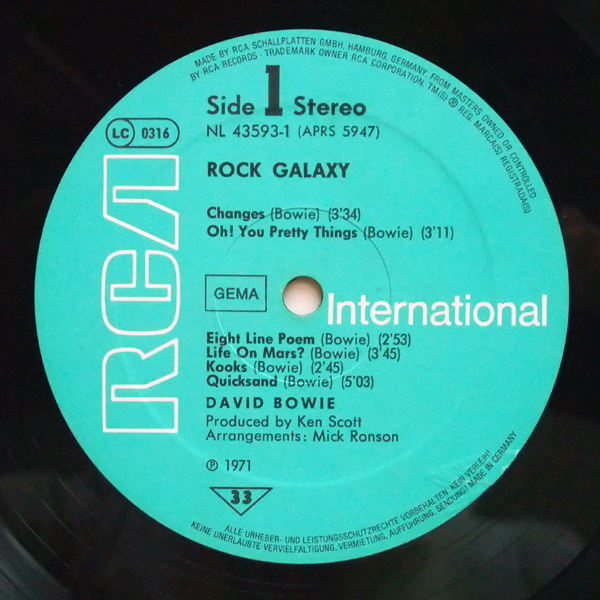 MADE BY RCA SCHALLPLATTEN GMBH, HAMBURG, GERMANY, FROM MASTERS OWNED OR CONTROLLED
BY RCA RECORDS · TRADEMARK OWNER RCA CORPORATION, TM(S) ® REG. MARCA(S) REGISTRADA(S)
Side 1 Stereo
NL 43593-1 (APRS 5947)
LC 0316
ROCK GALAXY
RCA
Changes (Bowie) (3'34)
Oh! You Pretty Things (Bowie) (3'11)
GEMA
International
Eight Line Poem (Bowie) (2'53)
Life On Mars? (Bowie) (3'45)
Kooks (Bowie) (2'45)
Quicksand (Bowie) (5'03)
DAVID BOWIE
Produced by Ken Scott
Arrangements: Mick Ronson
℗ 1971
33
ALLE URHEBER- UND LEISTUNGSSCHUTZRECHTE VORBEHALTEN. KEIN VERLEIH!
KEINE UNERLAUBTE VERVIELFÄLTIGUNG, VERMIETUNG, AUFFÜHRUNG, SENDUNG! MADE IN GERMANY